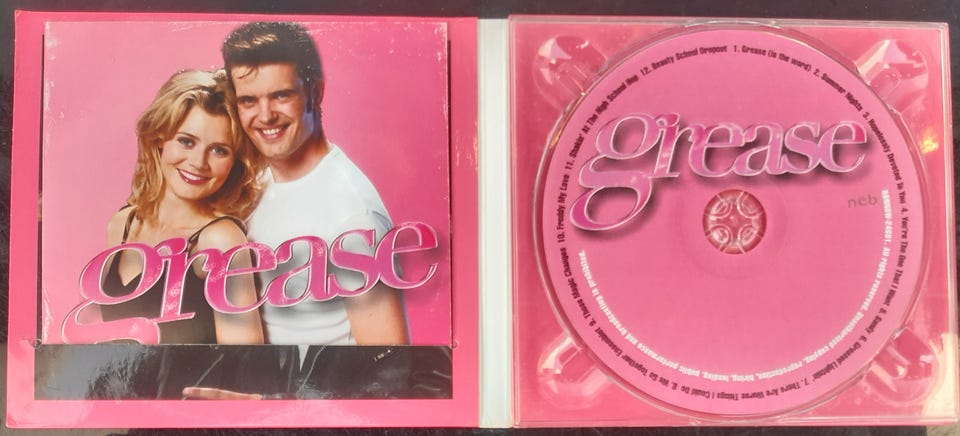 grease
grease
1. Grease (is the word) 2. Summer Nights 3. Hopelessly Devoted To You 4. You're The One That I Want 5. Sandy 6. Greased Lightnin' 7. There Are Worse Things I Could Do 8. We Go Together 9. Those Magic Changes 10. Freddy My Love 11. Shakin' At The High School Hop 12. Beauty School Dropout
ncb
All rights reserved. Unauthorised copying, reproduction, hiring, lending, public performance and broadcasting is prohibited.